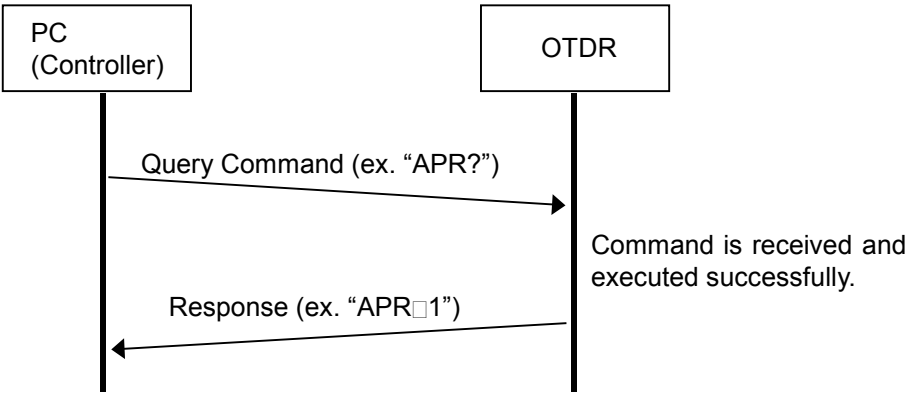 PC
(Controller)
OTDR
Query Command (ex. “APR?”)
Command is received and
executed successfully.
Response (ex. “APR□1”)